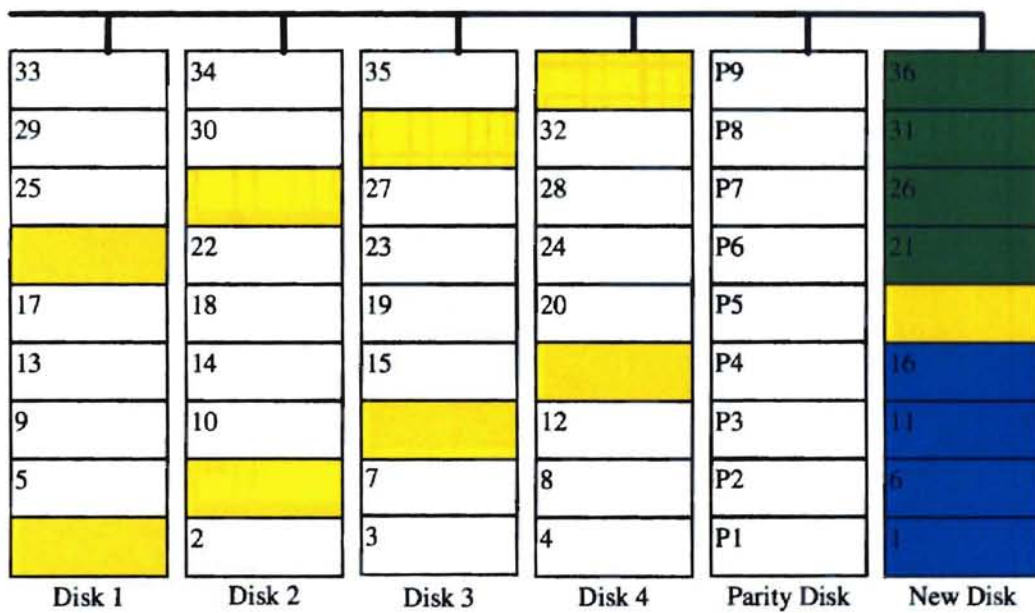 33 34 35 P9 36
29 30 32 P8 31
25 27 28 P7 26
22 23 24 P6 21
17 18 19 20 P5
13 14 15 P4 16
9 10 12 P3 11
5 7 8 P2 6
2 3 4 P1 1
Disk 1 Disk 2 Disk 3 Disk 4 Parity Disk New Disk